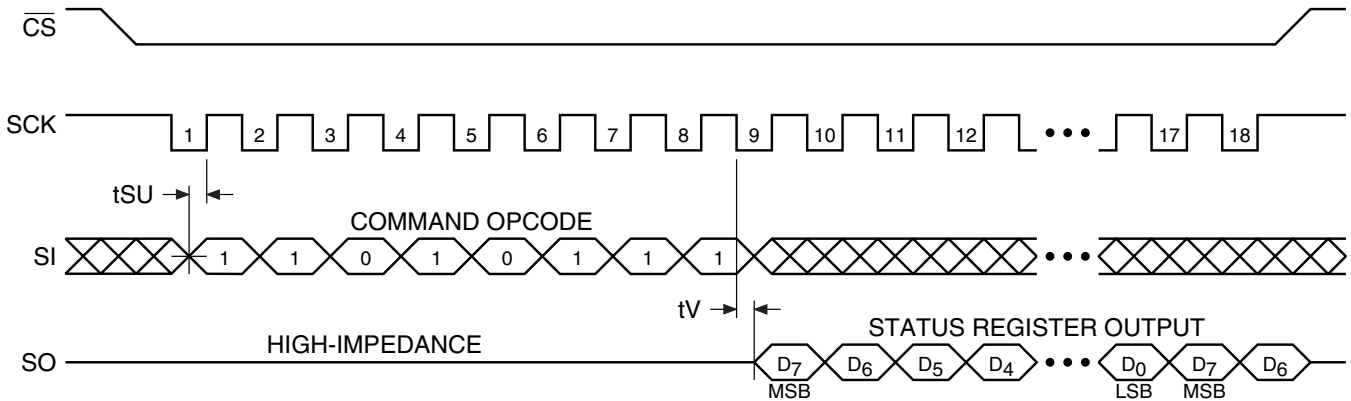 CS
SCK 1 2 3 4 5 6 7 8 9 10 11 12 ••• 17 18
tSU
COMMAND OPCODE
SI 1 1 0 1 0 1 1 1 •••
tV
STATUS REGISTER OUTPUT
HIGH-IMPEDANCE
SO D7 D6 D5 D4 ••• D0 D7 D6
MSB LSB MSB